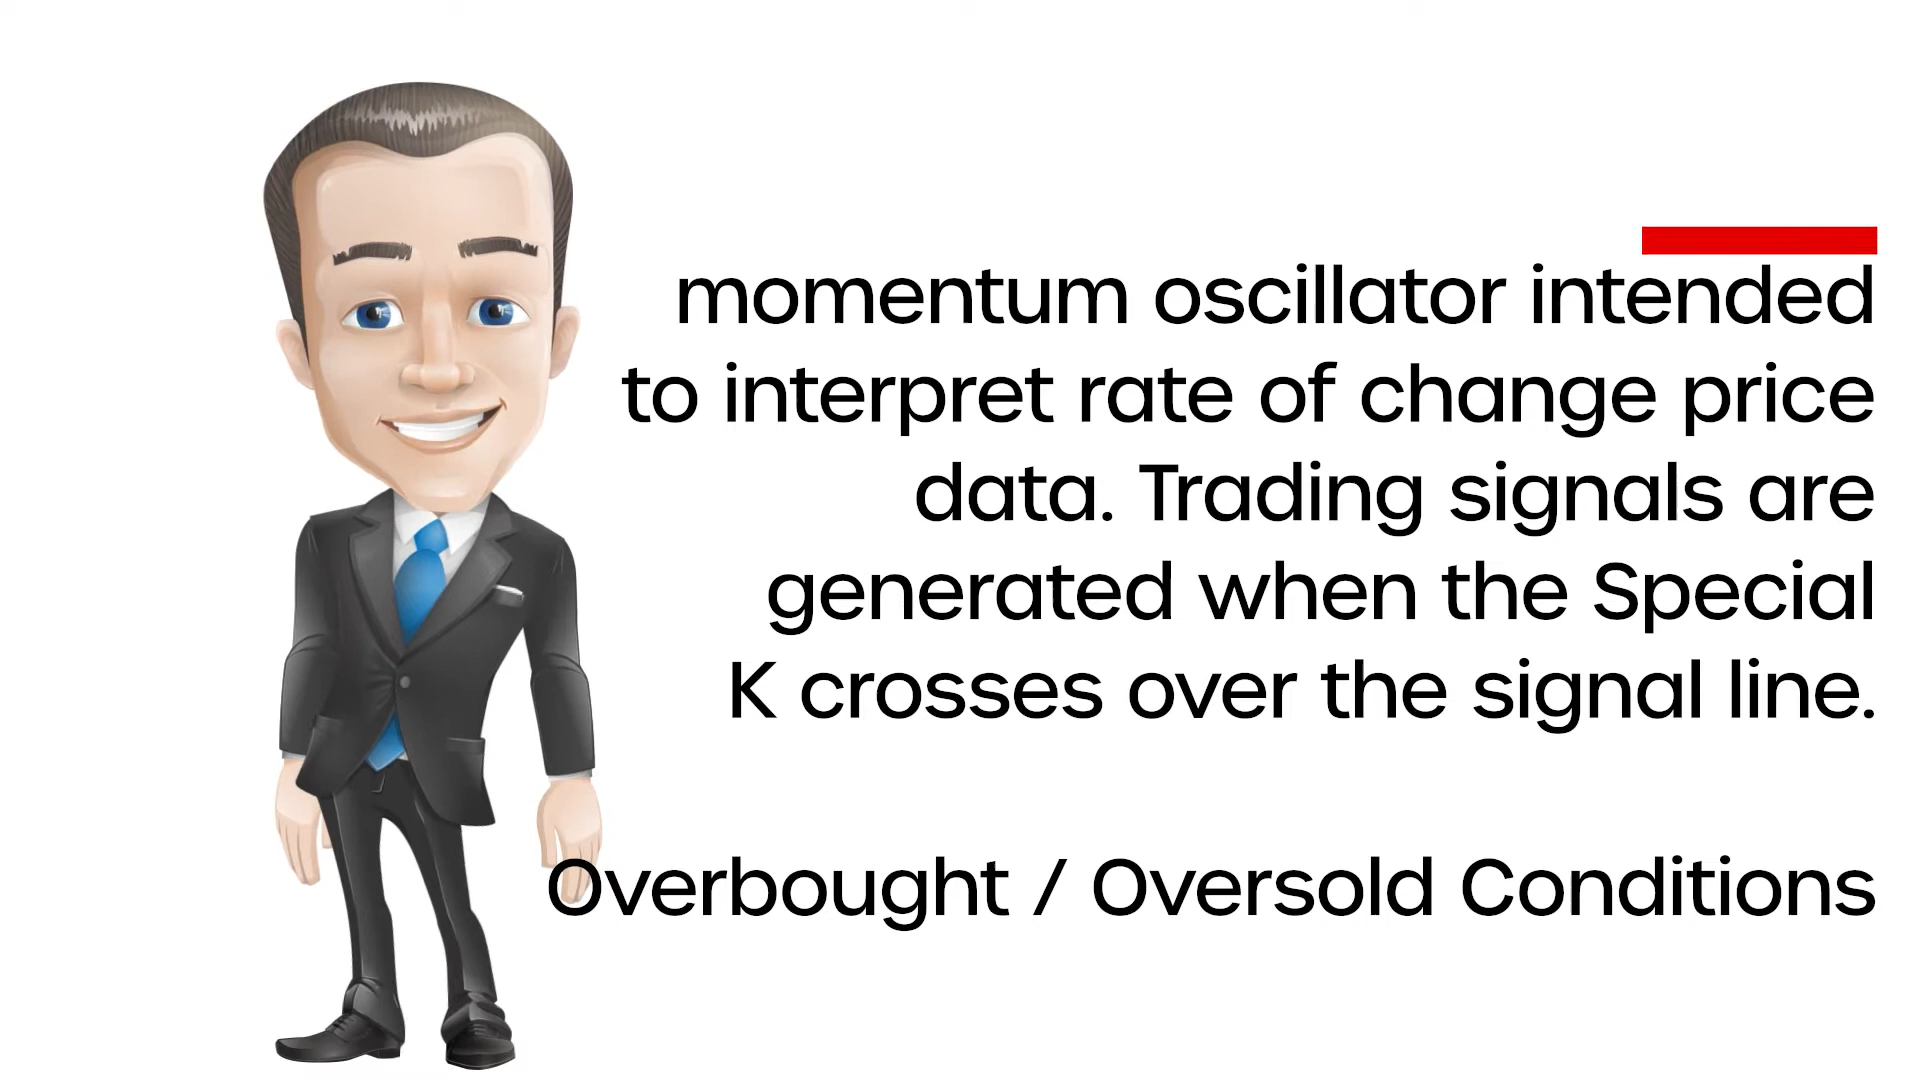 momentum oscillator intended
to interpret rate of change price
data. Trading signals are
generated when the Special
K crosses over the signal line.
Overbought / Oversold Conditions